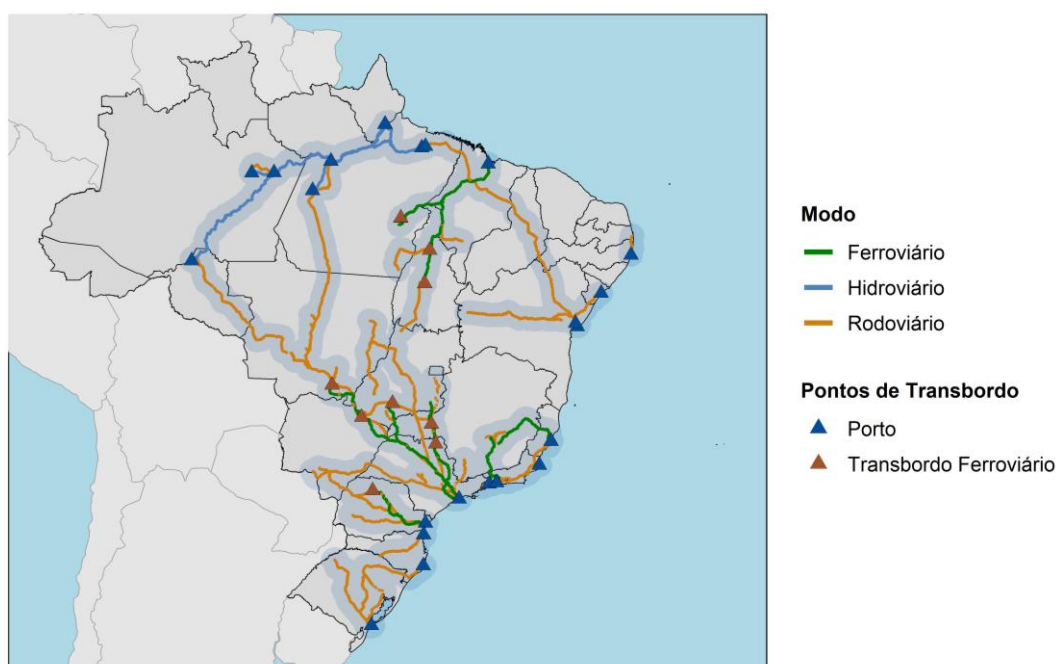 Modo
Ferroviário
Hidroviário
Rodoviário
Pontos de Transbordo
Porto
Transbordo Ferroviário